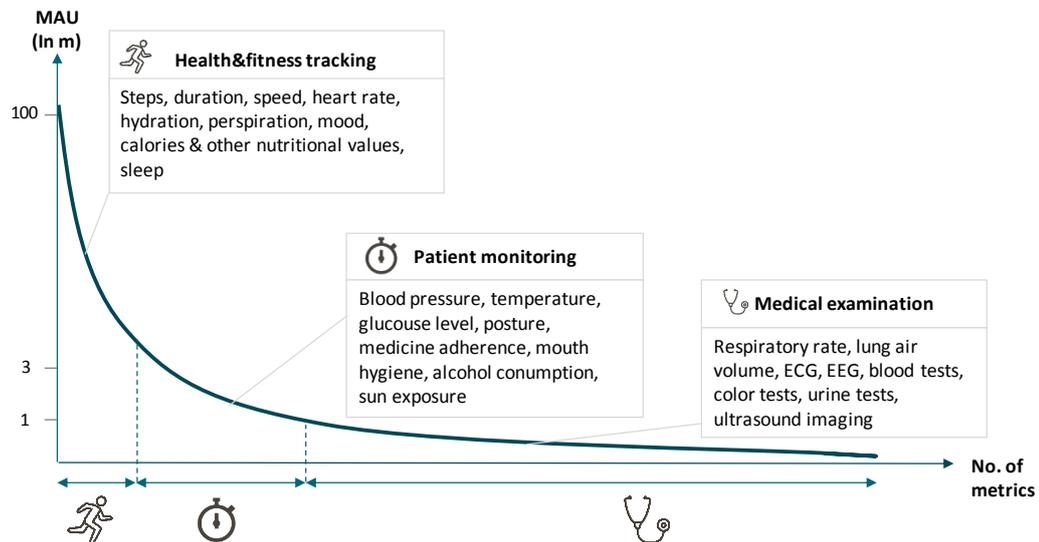 MAU
(In m)
Health&fitness tracking
Steps, duration, speed, heart rate,
hydration, perspiration, mood,
calories & other nutritional values,
sleep
100
Patient monitoring
Blood pressure, temperature,
glucouse level, posture,
medicine adherence, mouth
hygiene, alcohol conumption,
sun exposure
Medical examination
Respiratory rate, lung air
volume, ECG, EEG, blood tests,
color tests, urine tests,
ultrasound imaging
3
1
No. of
metrics